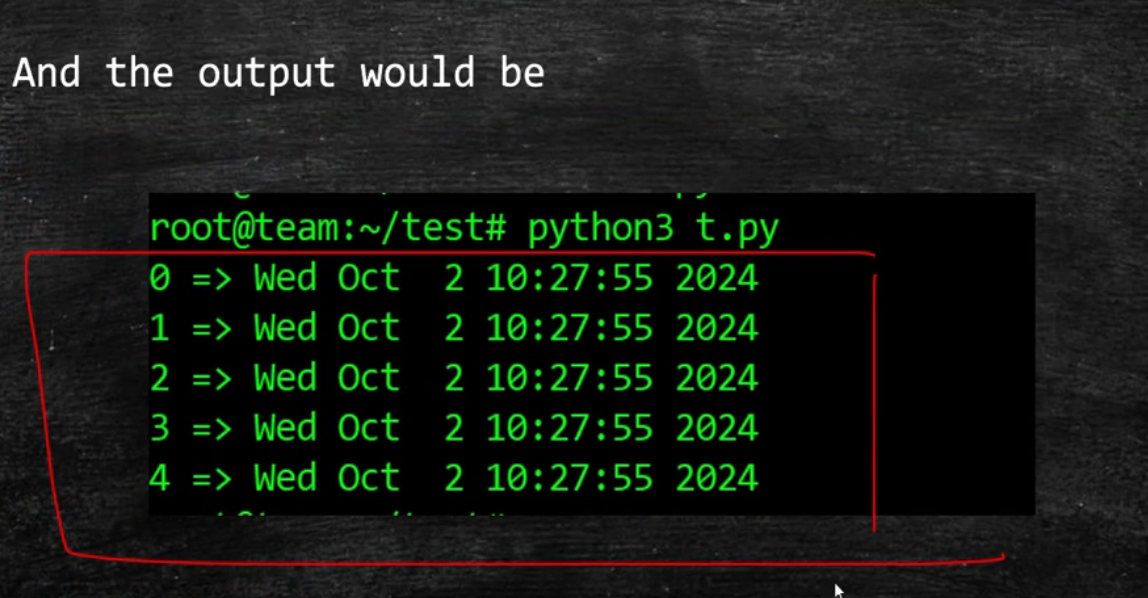 And the output would be
root@team:~/test# python3 t.py
0 => Wed Oct  2 10:27:55 2024
1 => Wed Oct  2 10:27:55 2024
2 => Wed Oct  2 10:27:55 2024
3 => Wed Oct  2 10:27:55 2024
4 => Wed Oct  2 10:27:55 2024